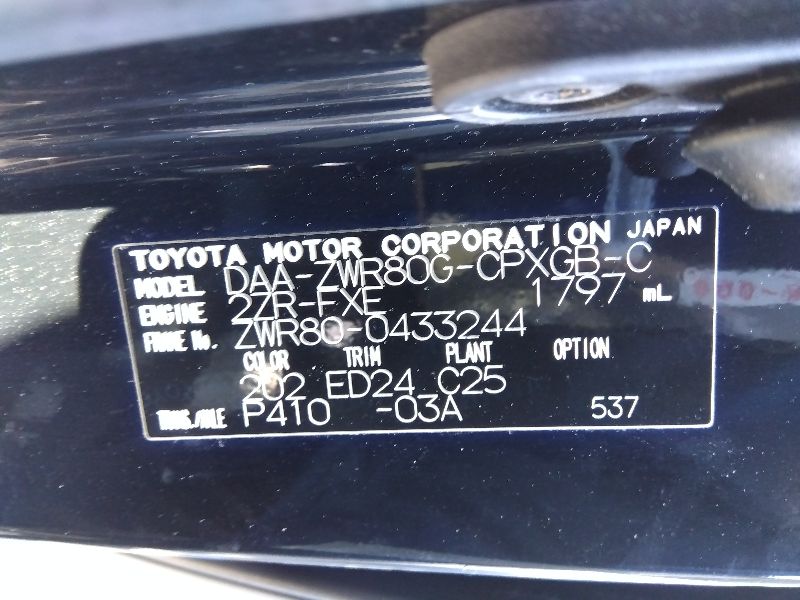 TOYOTA MOTOR CORPORATION JAPAN
MODEL DAA-ZWR80G-CPXGB-C
ENGINE 2ZR-FXE 1797 mL
FRAME No. ZWR80-0433244
COLOR TRIM PLANT OPTION
202 ED24 C25
TRANS./AXLE P410 -03A 537